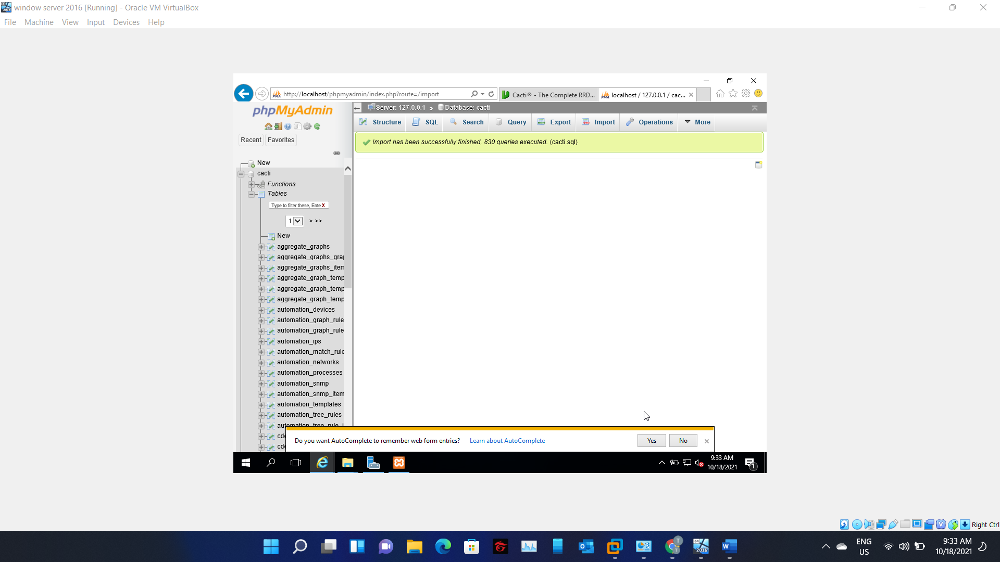 window server 2016 [Running] - Oracle VM VirtualBox
File Machine View Input Devices Help
http://localhost/phpmyadmin/index.php?route=/import
Cacti® - The Complete RRD...
localhost / 127.0.0.1 / cac...
phpMyAdmin
Server: 127.0.0.1 » Database: cacti
Structure SQL Search Query Export Import Operations More
Recent Favorites
Import has been successfully finished, 830 queries executed. (cacti.sql)
New
cacti
Functions
Tables
Type to filter these, Ente X
1 > >>
New
aggregate_graphs
aggregate_graphs_gra
aggregate_graphs_item
aggregate_graph_temp
aggregate_graph_temp
aggregate_graph_temp
automation_devices
automation_graph_rule
automation_graph_rule
automation_ips
automation_match_rule
automation_networks
automation_processes
automation_snmp
automation_snmp_item
automation_templates
automation_tree_rules
automation_tree_rule_i
cde
cde
Do you want AutoComplete to remember web form entries? Learn about AutoComplete Yes No
9:33 AM
10/18/2021
1
Right Ctrl
64
2016
ENG
US
9:33 AM
10/18/2021